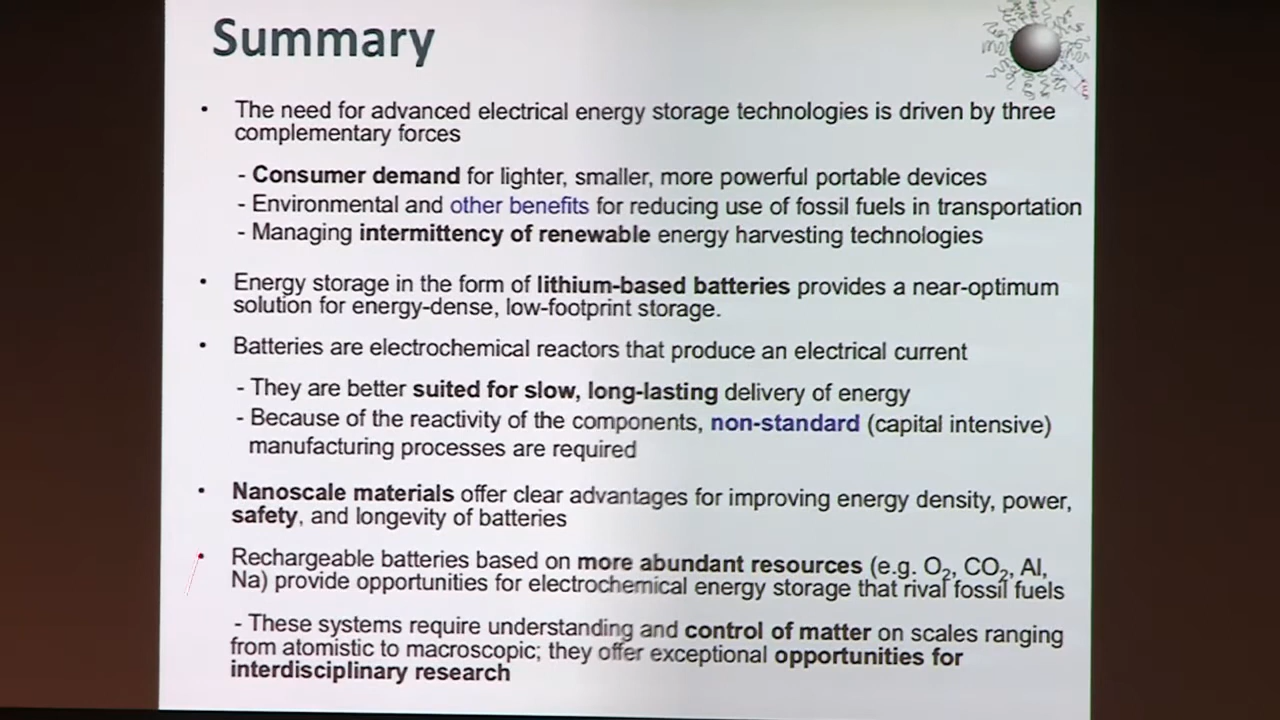 Summary
• The need for advanced electrical energy storage technologies is driven by three
complementary forces
- Consumer demand for lighter, smaller, more powerful portable devices
- Environmental and other benefits for reducing use of fossil fuels in transportation
- Managing intermittency of renewable energy harvesting technologies
• Energy storage in the form of lithium-based batteries provides a near-optimum
solution for energy-dense, low-footprint storage.
• Batteries are electrochemical reactors that produce an electrical current
- They are better suited for slow, long-lasting delivery of energy
- Because of the reactivity of the components, non-standard (capital intensive)
manufacturing processes are required
• Nanoscale materials offer clear advantages for improving energy density, power,
safety, and longevity of batteries
• Rechargeable batteries based on more abundant resources (e.g. O₂, CO₂, Al,
Na) provide opportunities for electrochemical energy storage that rival fossil fuels
- These systems require understanding and control of matter on scales ranging
from atomistic to macroscopic; they offer exceptional opportunities for
interdisciplinary research